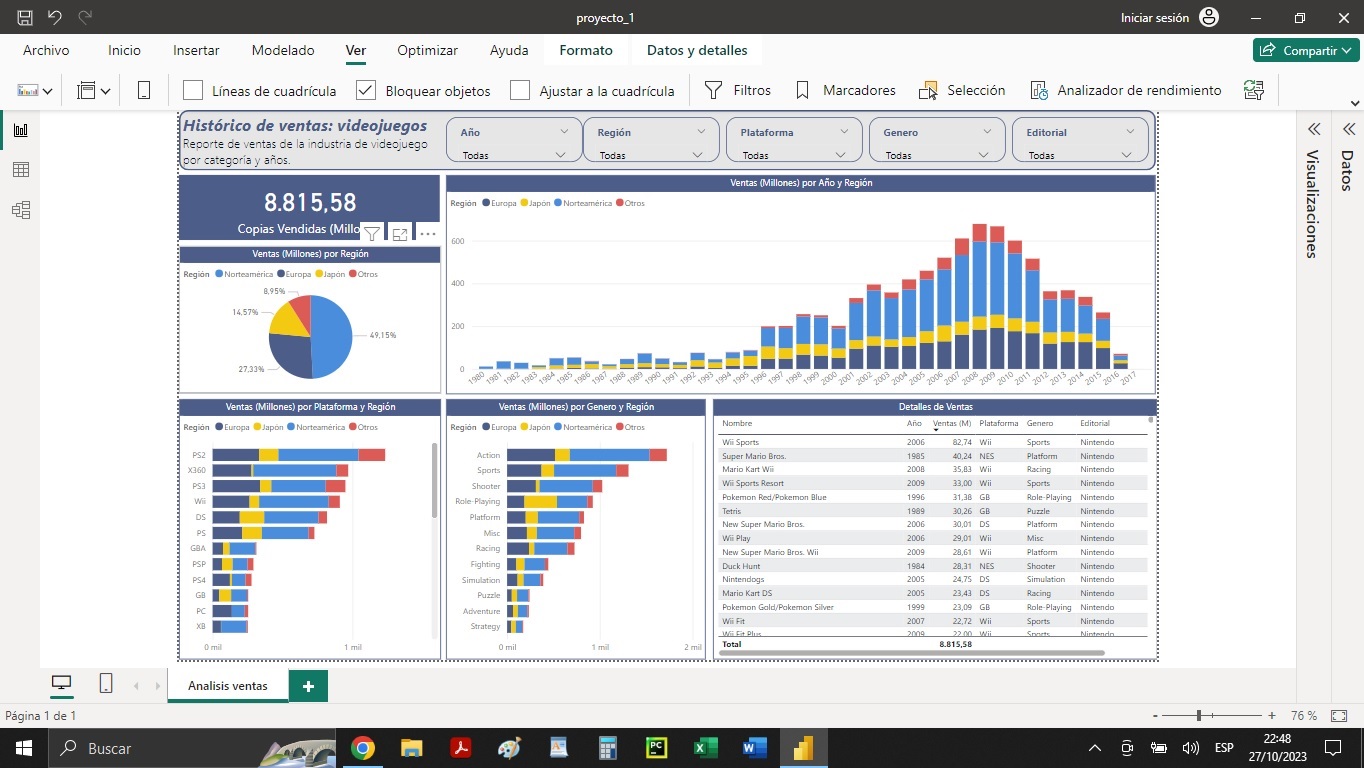 proyecto_1
Iniciar sesión
Archivo Inicio Insertar Modelado Ver Optimizar Ayuda Formato Datos y detalles Compartir
Líneas de cuadrícula Bloquear objetos Ajustar a la cuadrícula Filtros Marcadores Selección Analizador de rendimiento
Histórico de ventas: videojuegos
Reporte de ventas de la industria de videojuego
por categoría y años.
Año Región Plataforma Genero Editorial
Todas Todas Todas Todas Todas
8.815,58
Copias Vendidas (Millo
Ventas (Millones) por Año y Región
Región Europa Japón Norteamérica Otros
600
400
200
0
1980 1981 1982 1983 1984 1985 1986 1987 1988 1989 1990 1991 1992 1993 1994 1995 1996 1997 1998 1999 2000 2001 2002 2003 2004 2005 2006 2007 2008 2009 2010 2011 2012 2013 2014 2015 2016 2017
Ventas (Millones) por Región
Región Norteamérica Europa Japón Otros
8,95%
14,57%
49,15%
27,33%
Ventas (Millones) por Plataforma y Región
Región Europa Japón Norteamérica Otros
PS2
X360
PS3
Wii
DS
PS
GBA
PSP
PS4
GB
PC
XB
0 mil 1 mil
Ventas (Millones) por Genero y Región
Región Europa Japón Norteamérica Otros
Action
Sports
Shooter
Role-Playing
Platform
Misc
Racing
Fighting
Simulation
Puzzle
Adventure
Strategy
0 mil 1 mil 2 mil
Detalles de Ventas
Nombre Año Ventas (M) Plataforma Genero Editorial
Wii Sports 2006 82,74 Wii Sports Nintendo
Super Mario Bros. 1985 40,24 NES Platform Nintendo
Mario Kart Wii 2008 35,83 Wii Racing Nintendo
Wii Sports Resort 2009 33,00 Wii Sports Nintendo
Pokemon Red/Pokemon Blue 1996 31,38 GB Role-Playing Nintendo
Tetris 1989 30,26 GB Puzzle Nintendo
New Super Mario Bros. 2006 30,01 DS Platform Nintendo
Wii Play 2006 29,01 Wii Misc Nintendo
New Super Mario Bros. Wii 2009 28,61 Wii Platform Nintendo
Duck Hunt 1984 28,31 NES Shooter Nintendo
Nintendogs 2005 24,75 DS Simulation Nintendo
Mario Kart DS 2005 23,43 DS Racing Nintendo
Pokemon Gold/Pokemon Silver 1999 23,09 GB Role-Playing Nintendo
Wii Fit 2007 22,72 Wii Sports Nintendo
Wii Fit Plus 2009 22,00 Wii Sports Nintendo
Total 8.815,58
Visualizaciones
Datos
Analisis ventas
Página 1 de 1
76 %
Buscar
ESP
22:48
27/10/2023